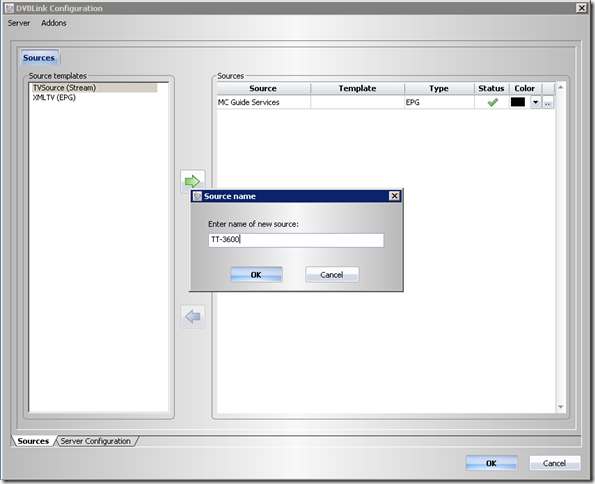 DVBLink Configuration
Server Addons
Sources
Source templates
TVSource (Stream)
XMLTV (EPG)
Sources
Source Template Type Status Color
MC Guide Services EPG
Source name
Enter name of new source:
TT-3600
OK Cancel
Sources Server Configuration
OK Cancel